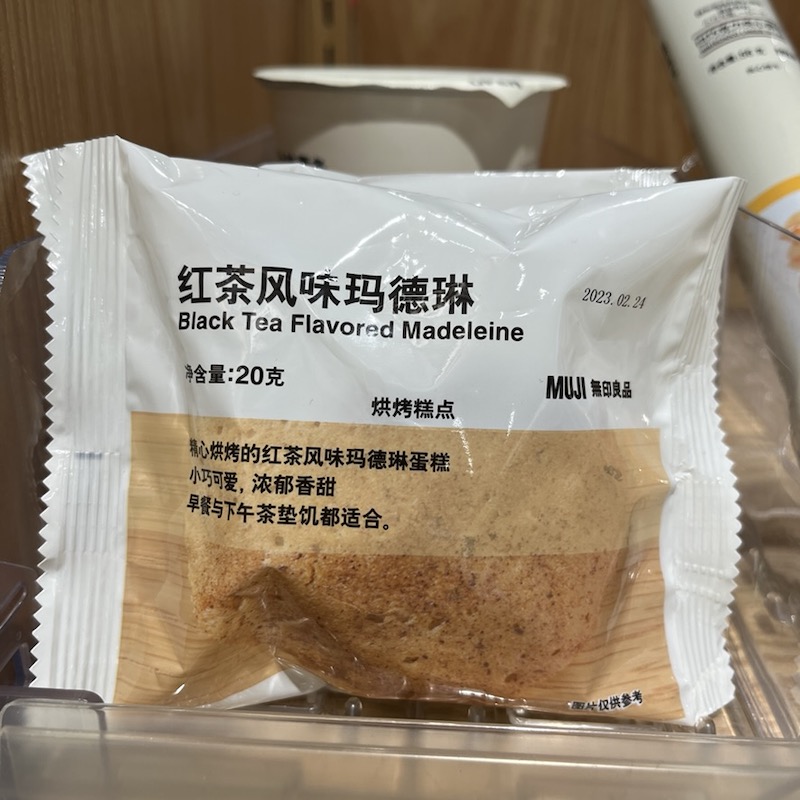 红茶风味玛德琳
Black Tea Flavored Madeleine
2023.02.24
净含量:20克
MUJI 無印良品
烘烤糕点
精心烘烤的红茶风味玛德琳蛋糕
小巧可爱，浓郁香甜
早餐与下午茶垫饥都适合。
图片仅供参考